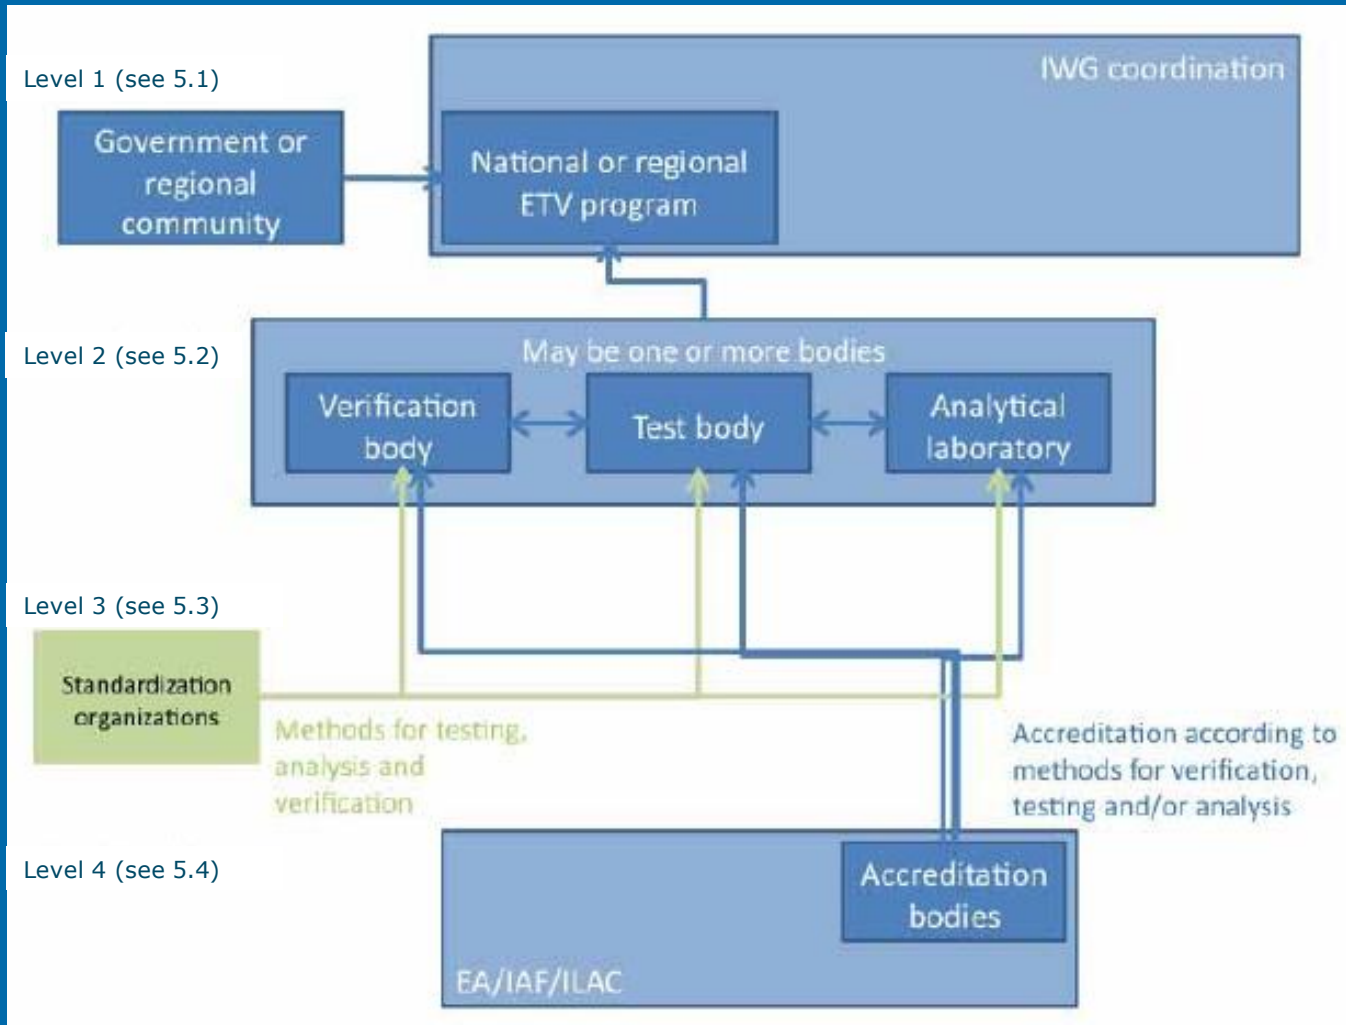 Level 1 (see 5.1)
IWG coordination
Government or
regional
community
National or regional
ETV program
Level 2 (see 5.2)
May be one or more bodies
Verification
body
Test body
Analytical
laboratory
Level 3 (see 5.3)
Standardization
organizations
Methods for testing,
analysis and
verification
Accreditation according to
methods for verification,
testing and/or analysis
Level 4 (see 5.4)
Accreditation
bodies
EA/IAF/ILAC